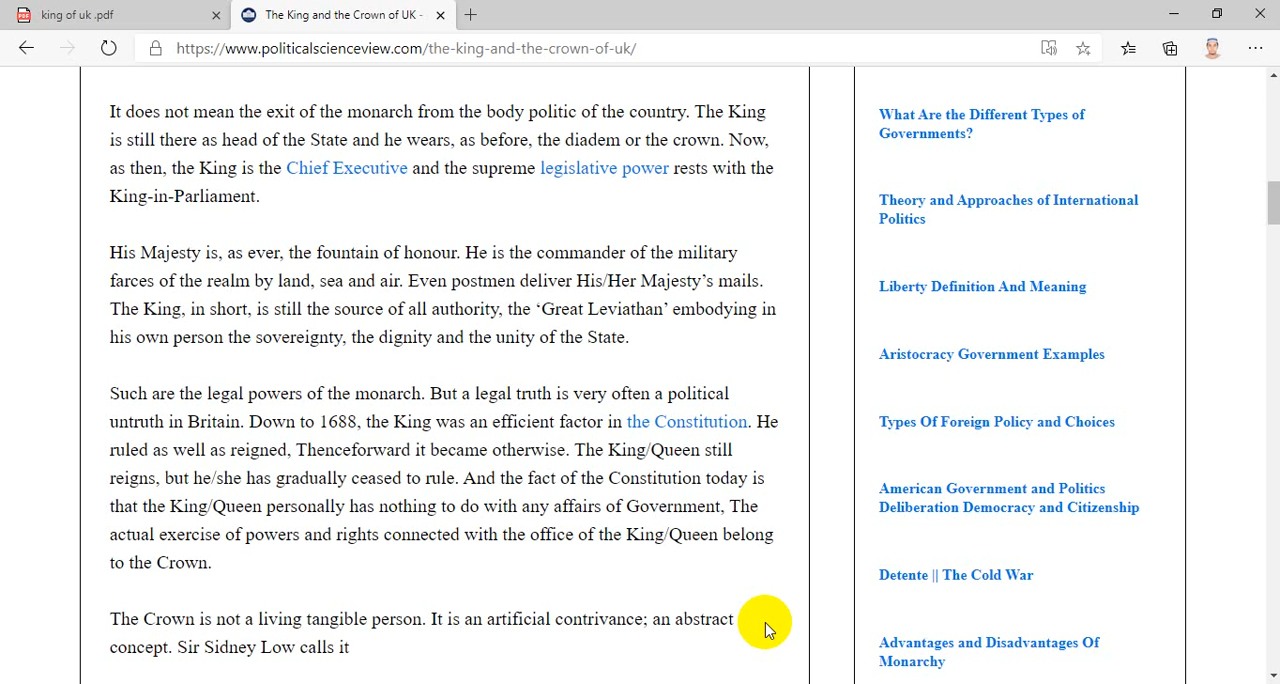 king of uk .pdf
The King and the Crown of UK -
https://www.politicalscienceview.com/the-king-and-the-crown-of-uk/
It does not mean the exit of the monarch from the body politic of the country. The King
is still there as head of the State and he wears, as before, the diadem or the crown. Now,
as then, the King is the Chief Executive and the supreme legislative power rests with the
King-in-Parliament.
His Majesty is, as ever, the fountain of honour. He is the commander of the military
farces of the realm by land, sea and air. Even postmen deliver His/Her Majesty’s mails.
The King, in short, is still the source of all authority, the ‘Great Leviathan’ embodying in
his own person the sovereignty, the dignity and the unity of the State.
Such are the legal powers of the monarch. But a legal truth is very often a political
untruth in Britain. Down to 1688, the King was an efficient factor in the Constitution. He
ruled as well as reigned, Thenceforward it became otherwise. The King/Queen still
reigns, but he/she has gradually ceased to rule. And the fact of the Constitution today is
that the King/Queen personally has nothing to do with any affairs of Government, The
actual exercise of powers and rights connected with the office of the King/Queen belong
to the Crown.
The Crown is not a living tangible person. It is an artificial contrivance; an abstract
concept. Sir Sidney Low calls it
What Are the Different Types of
Governments?
Theory and Approaches of International
Politics
Liberty Definition And Meaning
Aristocracy Government Examples
Types Of Foreign Policy and Choices
American Government and Politics
Deliberation Democracy and Citizenship
Detente || The Cold War
Advantages and Disadvantages Of
Monarchy